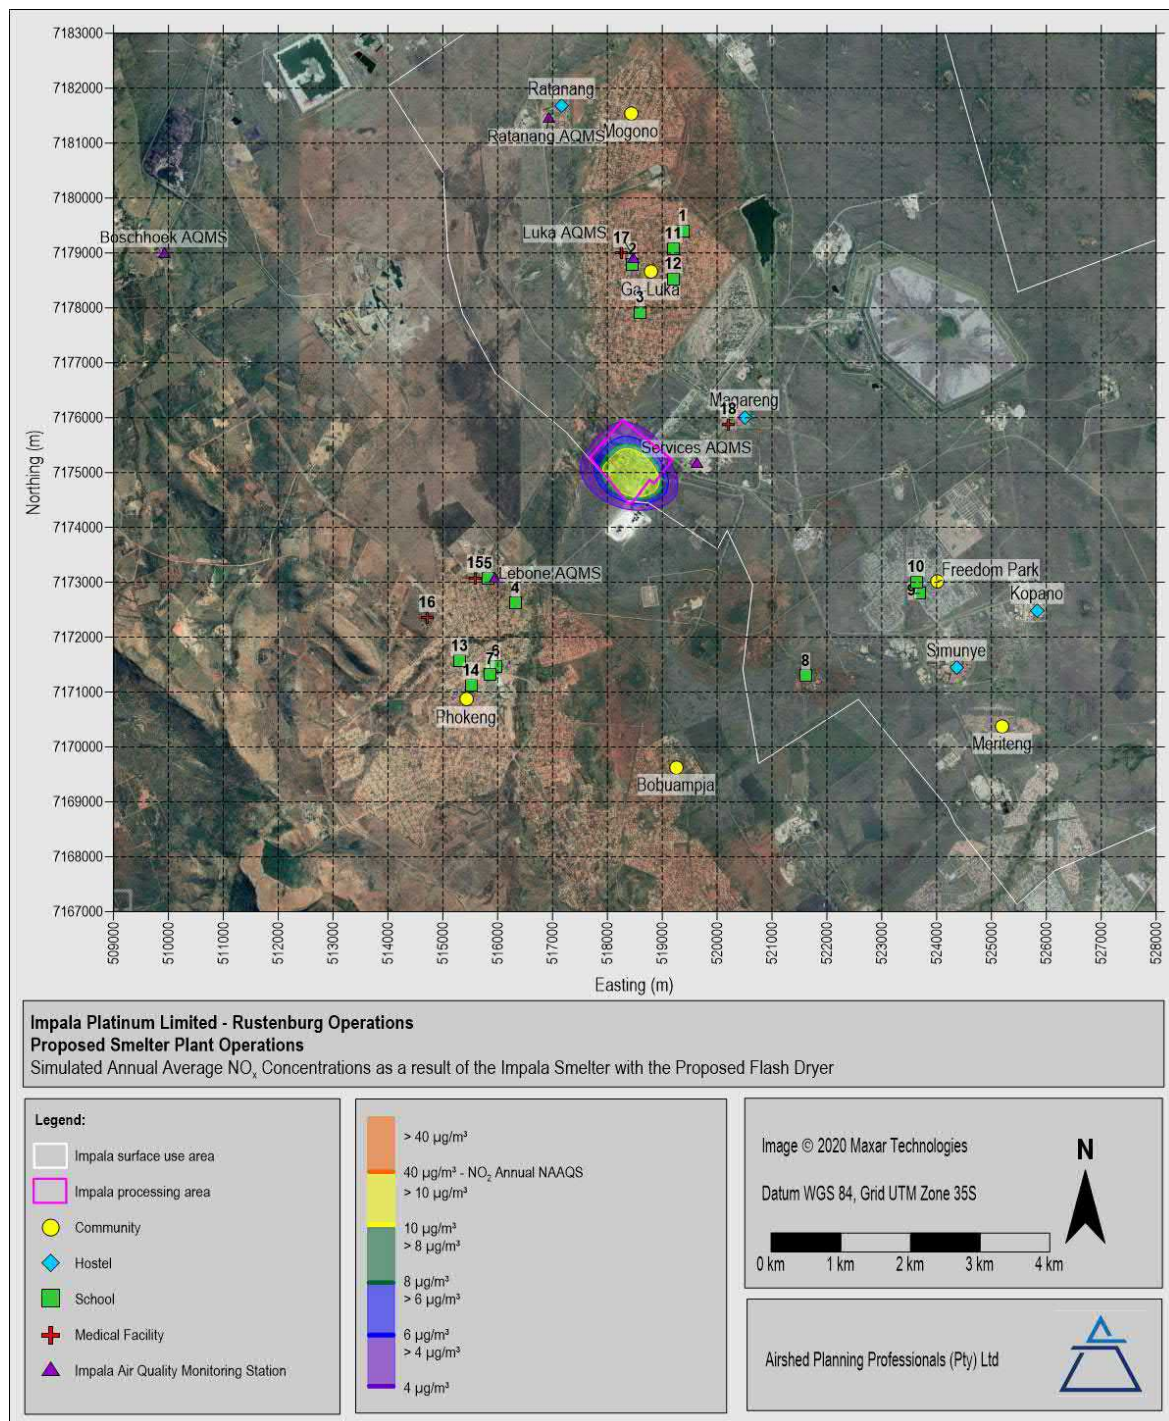 7183000
7182000
7181000
7180000
7179000
7178000
7177000
7176000
7175000
7174000
7173000
7172000
7171000
7170000
7169000
7168000
7167000
Northing (m)
Ratanang
Ratanang AQMS
Mogono
Boschhoek AQMS
Luka AQMS
1
17
11
2
12
Ga-Luka
3
Magareng
18
Services AQMS
155
Lebone AQMS
4
16
10
Freedom Park
9
Kopano
13
6
7
14
Phokeng
8
Simunye
Meriteng
Bobuampja
509000
510000
511000
512000
513000
514000
515000
516000
517000
518000
519000
520000
521000
522000
523000
524000
525000
526000
527000
528000
Easting (m)
Impala Platinum Limited - Rustenburg Operations
Proposed Smelter Plant Operations
Simulated Annual Average NOx Concentrations as a result of the Impala Smelter with the Proposed Flash Dryer
Legend:
Impala surface use area
Impala processing area
Community
Hostel
School
Medical Facility
Impala Air Quality Monitoring Station
> 40 µg/m³
40 µg/m³ - NO2 Annual NAAQS
> 10 µg/m³
10 µg/m³
> 8 µg/m³
8 µg/m³
> 6 µg/m³
6 µg/m³
> 4 µg/m³
4 µg/m³
Image © 2020 Maxar Technologies
Datum WGS 84, Grid UTM Zone 35S
N
0 km 1 km 2 km 3 km 4 km
Airshed Planning Professionals (Pty) Ltd